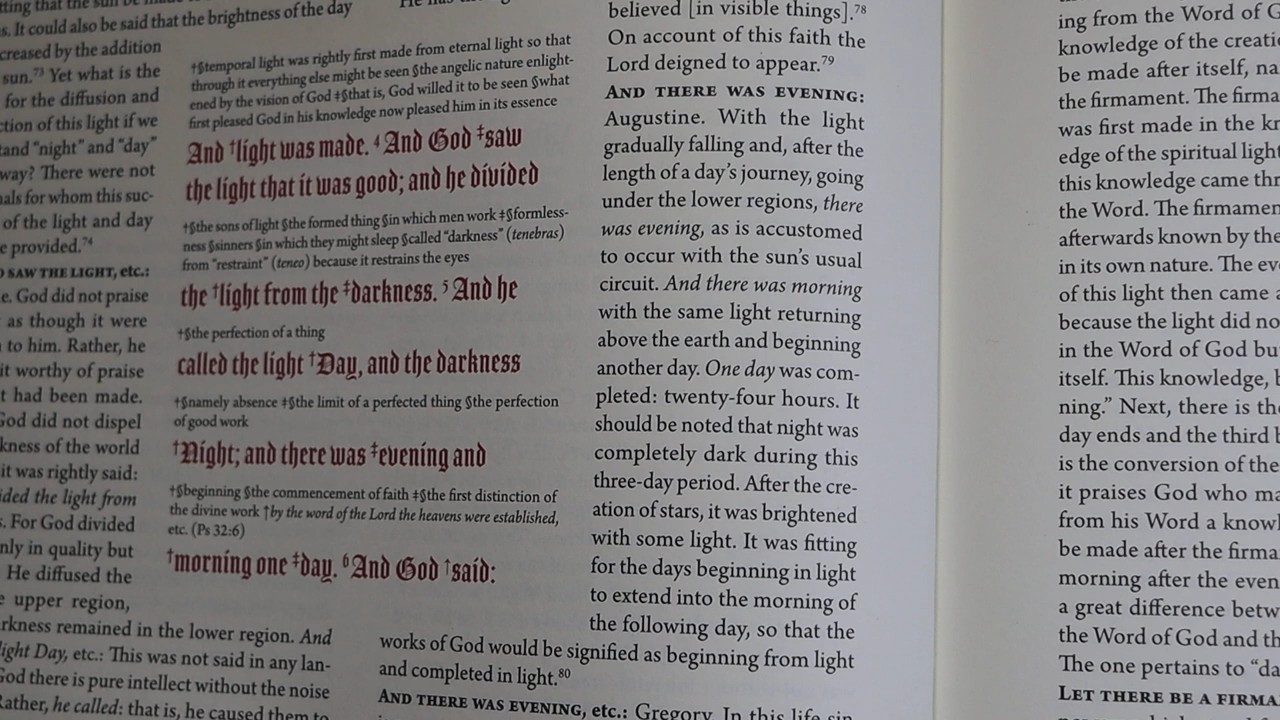 . It could also be said that the brightness of the day
creased by the addition
sun.⁷³ Yet what is the
for the diffusion and
ction of this light if we
tand “night” and “day”
way? There were not
als for whom this suc-
of the light and day
e provided.⁷⁴
SAW THE LIGHT, etc.:
e. God did not praise
as though it were
to him. Rather, he
it worthy of praise
t had been made.
God did not dispel
kness of the world
it was rightly said:
ided the light from
s. For God divided
nly in quality but
He diffused the
e upper region,
rkness remained in the lower region. And
light Day, etc.: This was not said in any lan-
God there is pure intellect without the noise
Rather, he called: that is, he caused them to
†§temporal light was rightly first made from eternal light so that
through it everything else might be seen §the angelic nature enlight-
ened by the vision of God ‡§that is, God willed it to be seen §what
first pleased God in his knowledge now pleased him in its essence
And †light was made. ⁴ And God ‡saw
the light that it was good; and he divided
†§the sons of light §the formed thing §in which men work ‡§formless-
ness §sinners §in which they might sleep §called “darkness” (tenebras)
from “restraint” (teneo) because it restrains the eyes
the †light from the ‡darkness. ⁵ And he
†§the perfection of a thing
called the light †Day, and the darkness
†§namely absence ‡§the limit of a perfected thing §the perfection
of good work
†Night; and there was ‡evening and
†§beginning §the commencement of faith ‡§the first distinction of
the divine work †by the word of the Lord the heavens were established,
etc. (Ps 32:6)
†morning one ‡day. ⁶And God †said:
believed [in visible things].⁷⁸
On account of this faith the
Lord deigned to appear.⁷⁹
AND THERE WAS EVENING:
Augustine. With the light
gradually falling and, after the
length of a day’s journey, going
under the lower regions, there
was evening, as is accustomed
to occur with the sun’s usual
circuit. And there was morning
with the same light returning
above the earth and beginning
another day. One day was com-
pleted: twenty-four hours. It
should be noted that night was
completely dark during this
three-day period. After the cre-
ation of stars, it was brightened
with some light. It was fitting
for the days beginning in light
to extend into the morning of
the following day, so that the
works of God would be signified as beginning from light
and completed in light.⁸⁰
AND THERE WAS EVENING, etc.: Gregory. In this life sin
ing from the Word of G
knowledge of the creati
be made after itself, na
the firmament. The firma
was first made in the kn
edge of the spiritual light
this knowledge came thr
the Word. The firmamen
afterwards known by the
in its own nature. The ev
of this light then came a
because the light did no
in the Word of God bu
itself. This knowledge, b
ning.” Next, there is th
day ends and the third b
is the conversion of the
it praises God who ma
from his Word a knowl
be made after the firma
morning after the even
a great difference betw
the Word of God and th
The one pertains to “da
LET THERE BE A FIRMA